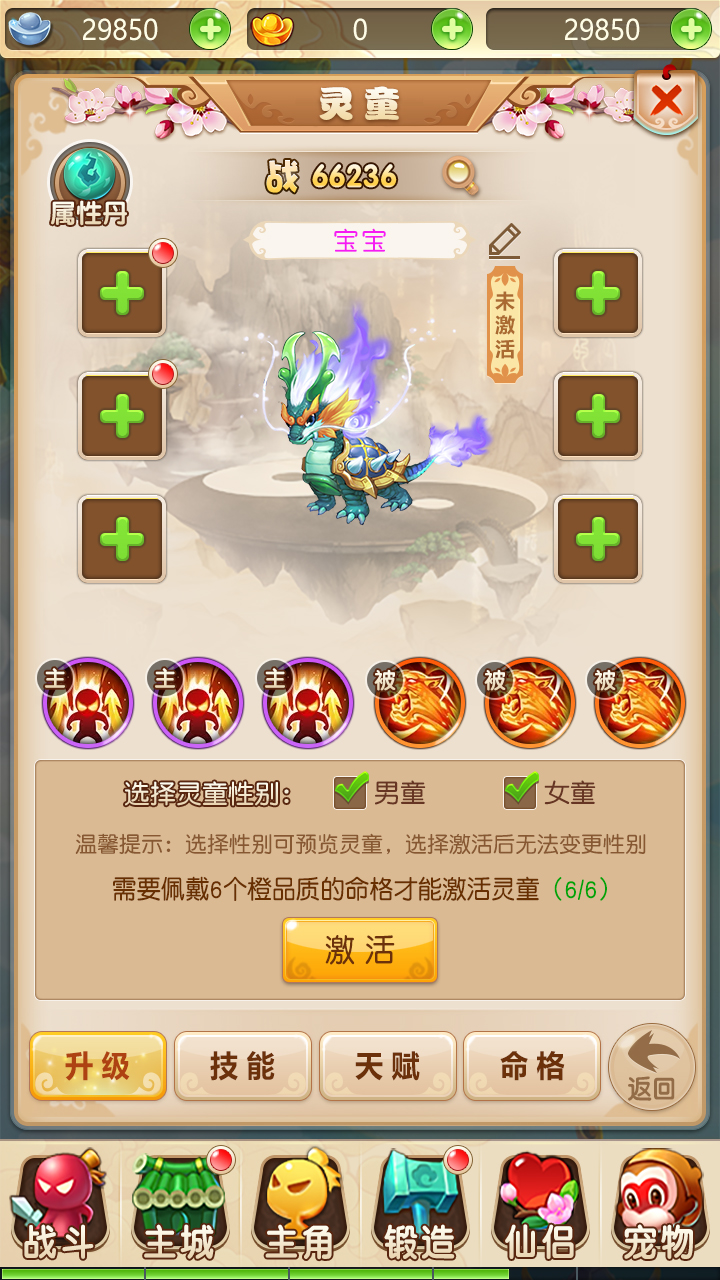 29850
0
29850
灵童
属性丹
战 66236
宝宝
未激活
主
主
主
被
被
被
选择灵童性别：
男童
女童
温馨提示：选择性别可预览灵童，选择激活后无法变更性别
需要佩戴6个橙品质的命格才能激活灵童（6/6）
激活
升级
技能
天赋
命格
返回
战斗
主城
主角
锻造
仙侣
宠物